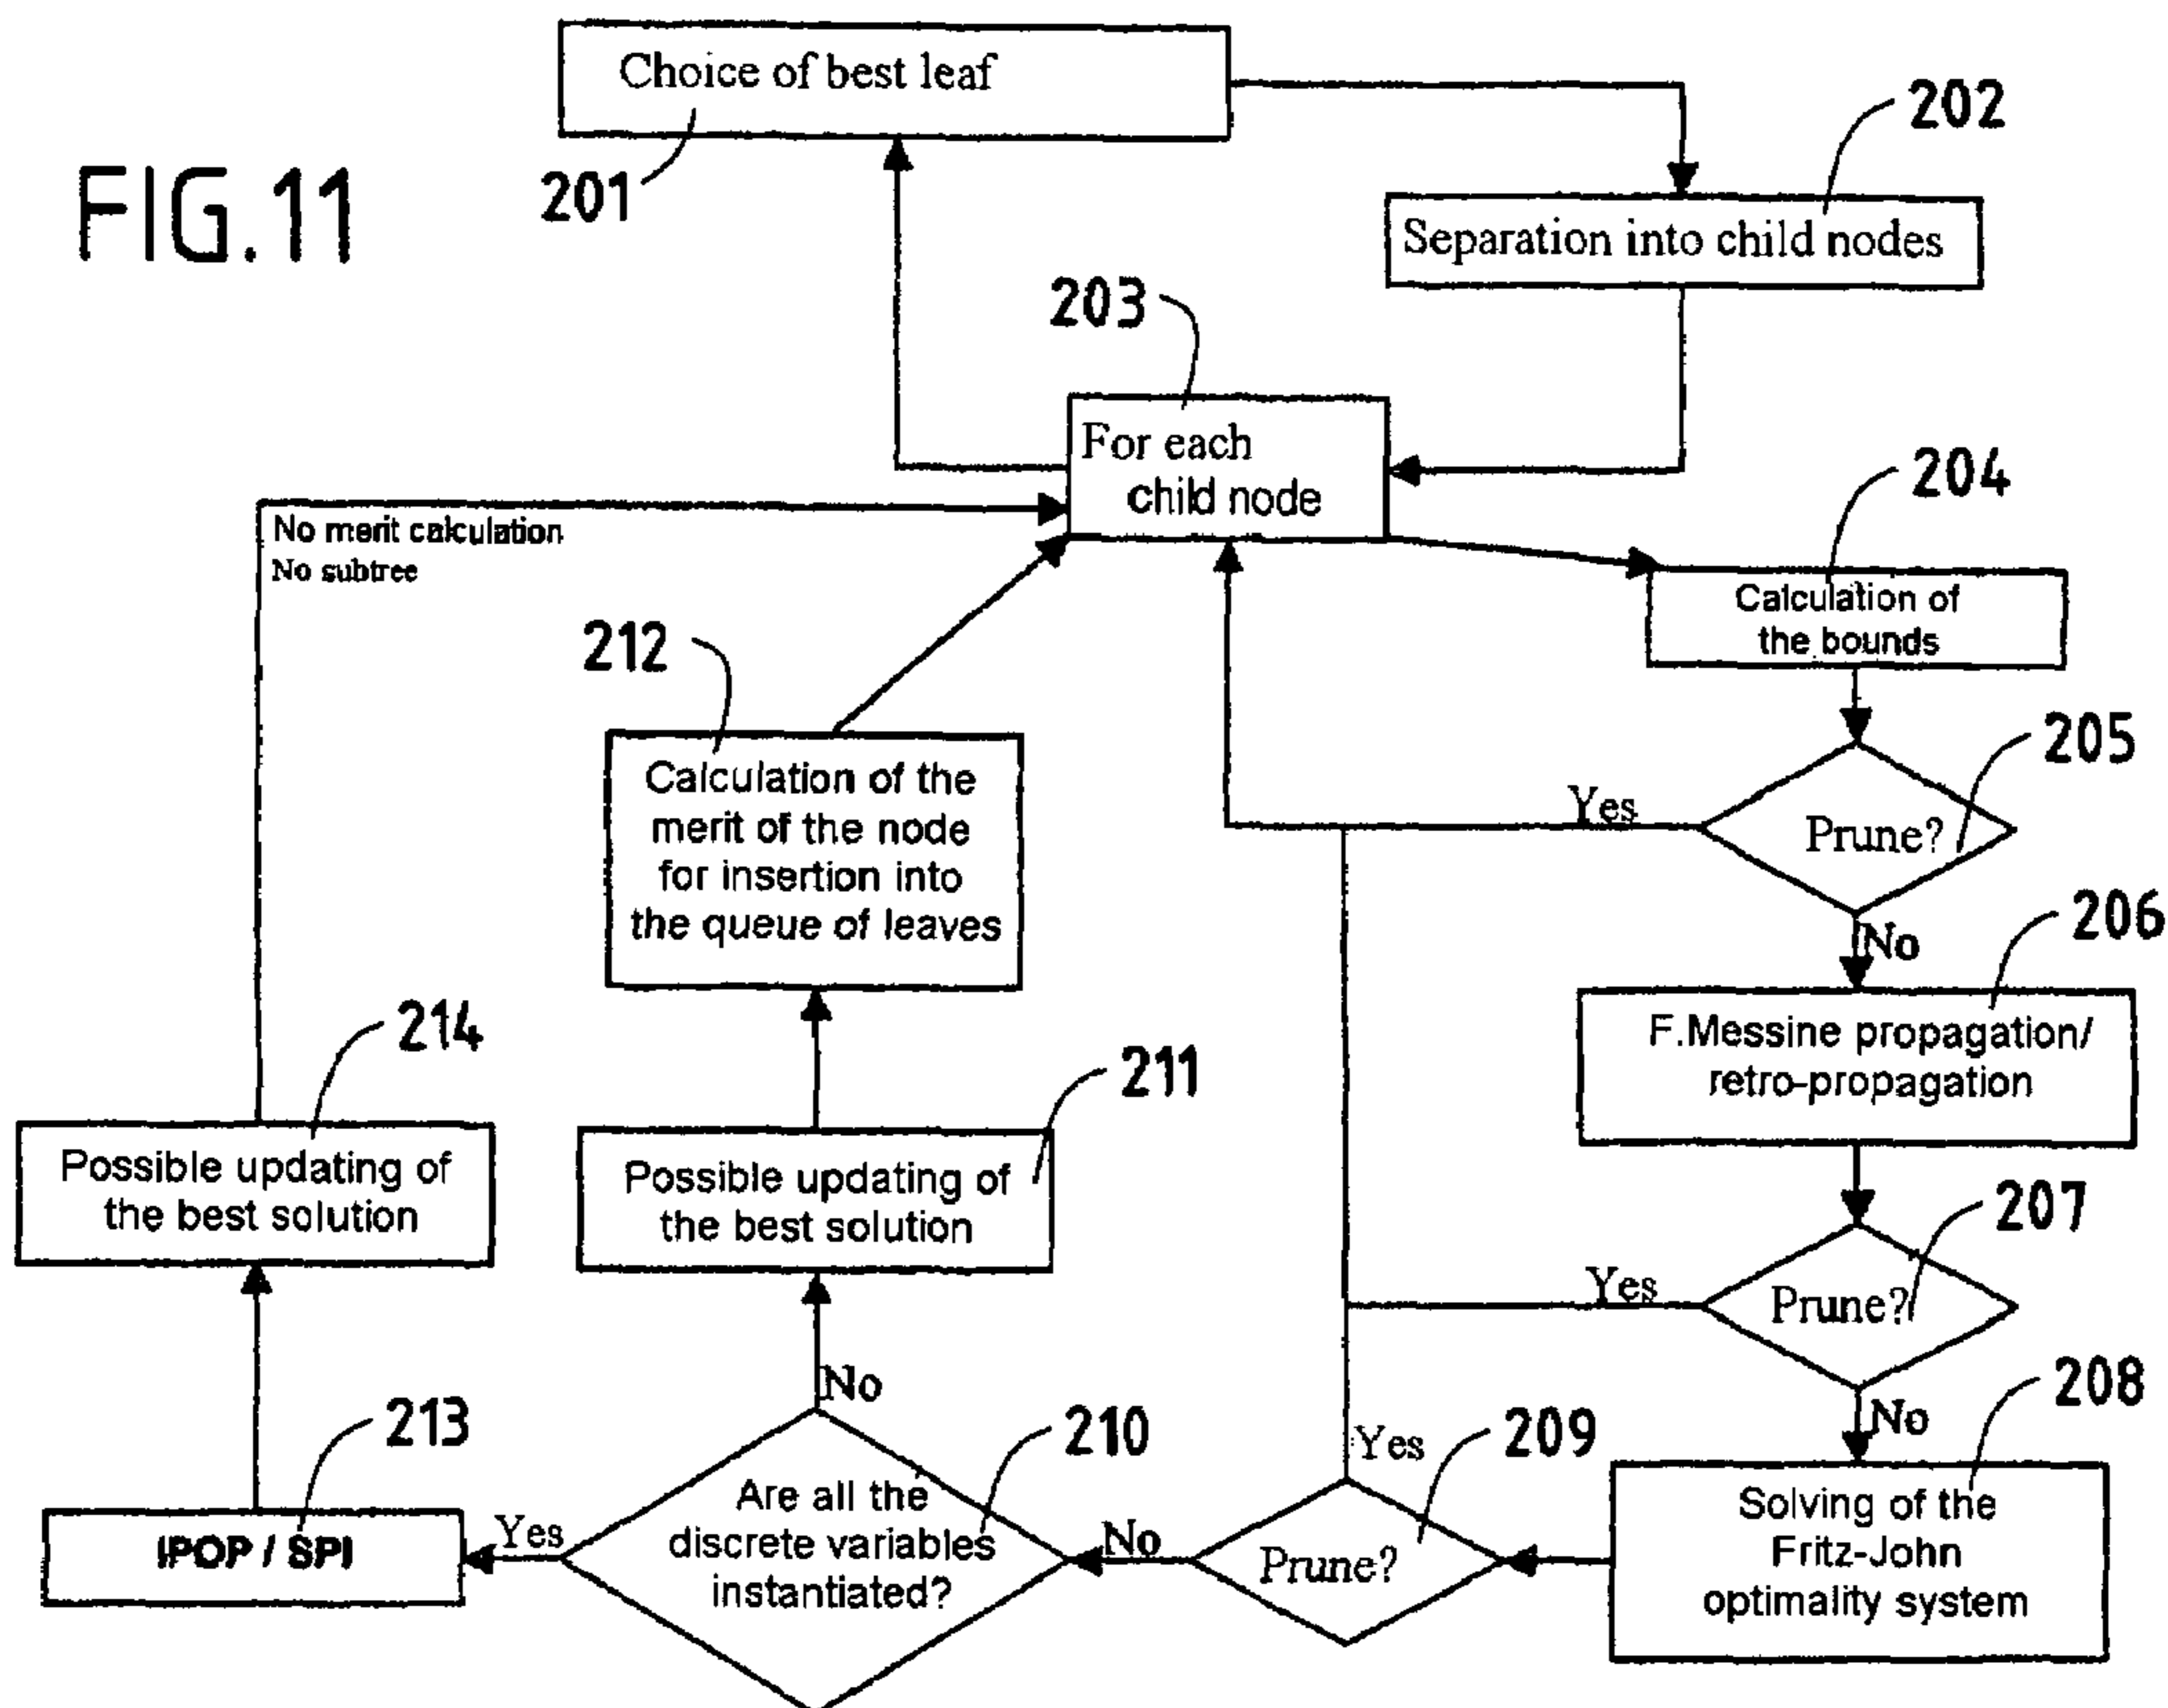 FIG.11
Choice of best leaf
201
202
Separation into child nodes
203
For each
child node
204
Calculation of
the bounds
No merit calculation
No subtree
205
Prune?
Yes
No
206
F.Messine propagation/
retro-propagation
207
Prune?
Yes
No
208
Solving of the
Fritz-John
optimality system
209
Prune?
Yes
No
210
Are all the
discrete variables
instantiated?
No
Yes
211
Possible updating of
the best solution
212
Calculation of the
merit of the node
for insertion into
the queue of leaves
213
IPOP / SPI
214
Possible updating of
the best solution